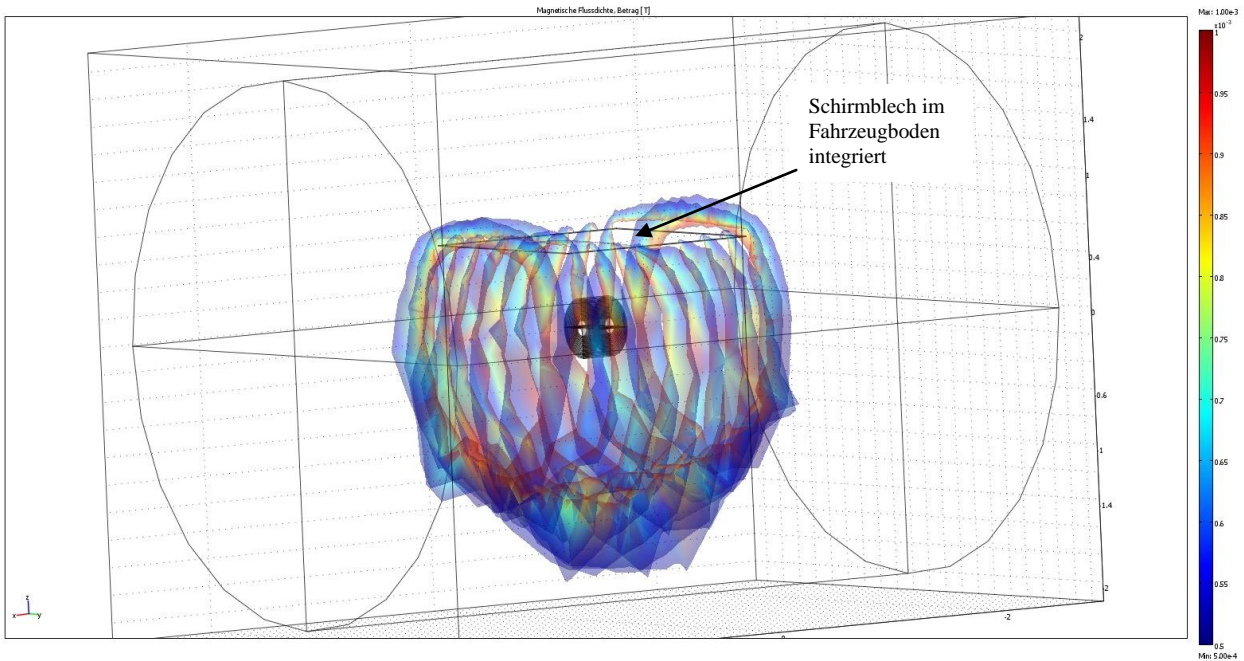 Magnetische Flussdichte, Betrag [T]
Max: 1.00e-3
x10⁻³
1
0.95
0.9
0.85
0.8
0.75
0.7
0.65
0.6
0.55
0.5
Min: 5.00e-4
Schirmblech im
Fahrzeugboden
integriert
2
1.4
1
0.4
0
-0.6
-1
-1.4
-2
-2
z
x
y